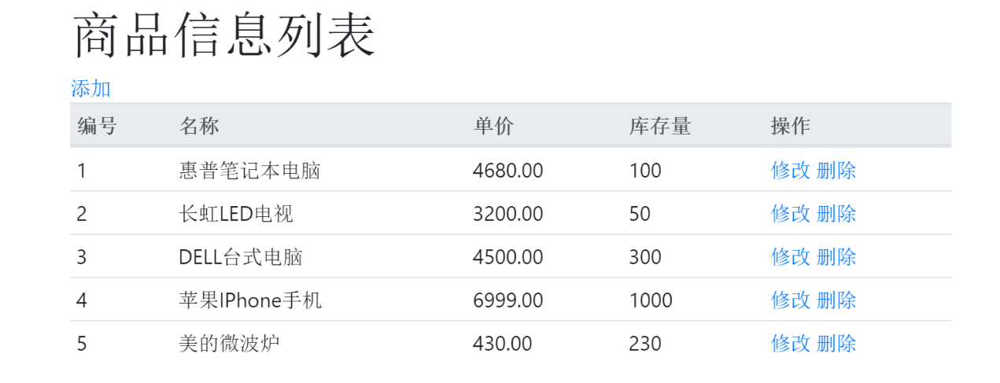 商品信息列表
添加
编号 名称 单价 库存量 操作
1 惠普笔记本电脑 4680.00 100 修改 删除
2 长虹LED电视 3200.00 50 修改 删除
3 DELL台式电脑 4500.00 300 修改 删除
4 苹果IPhone手机 6999.00 1000 修改 删除
5 美的微波炉 430.00 230 修改 删除